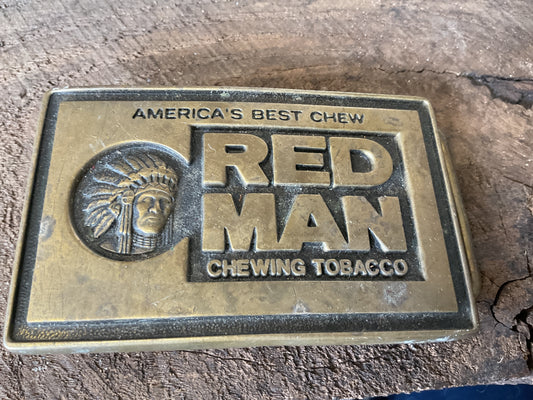 AMERICA'S BEST CHEW
RED
MAN
CHEWING TOBACCO